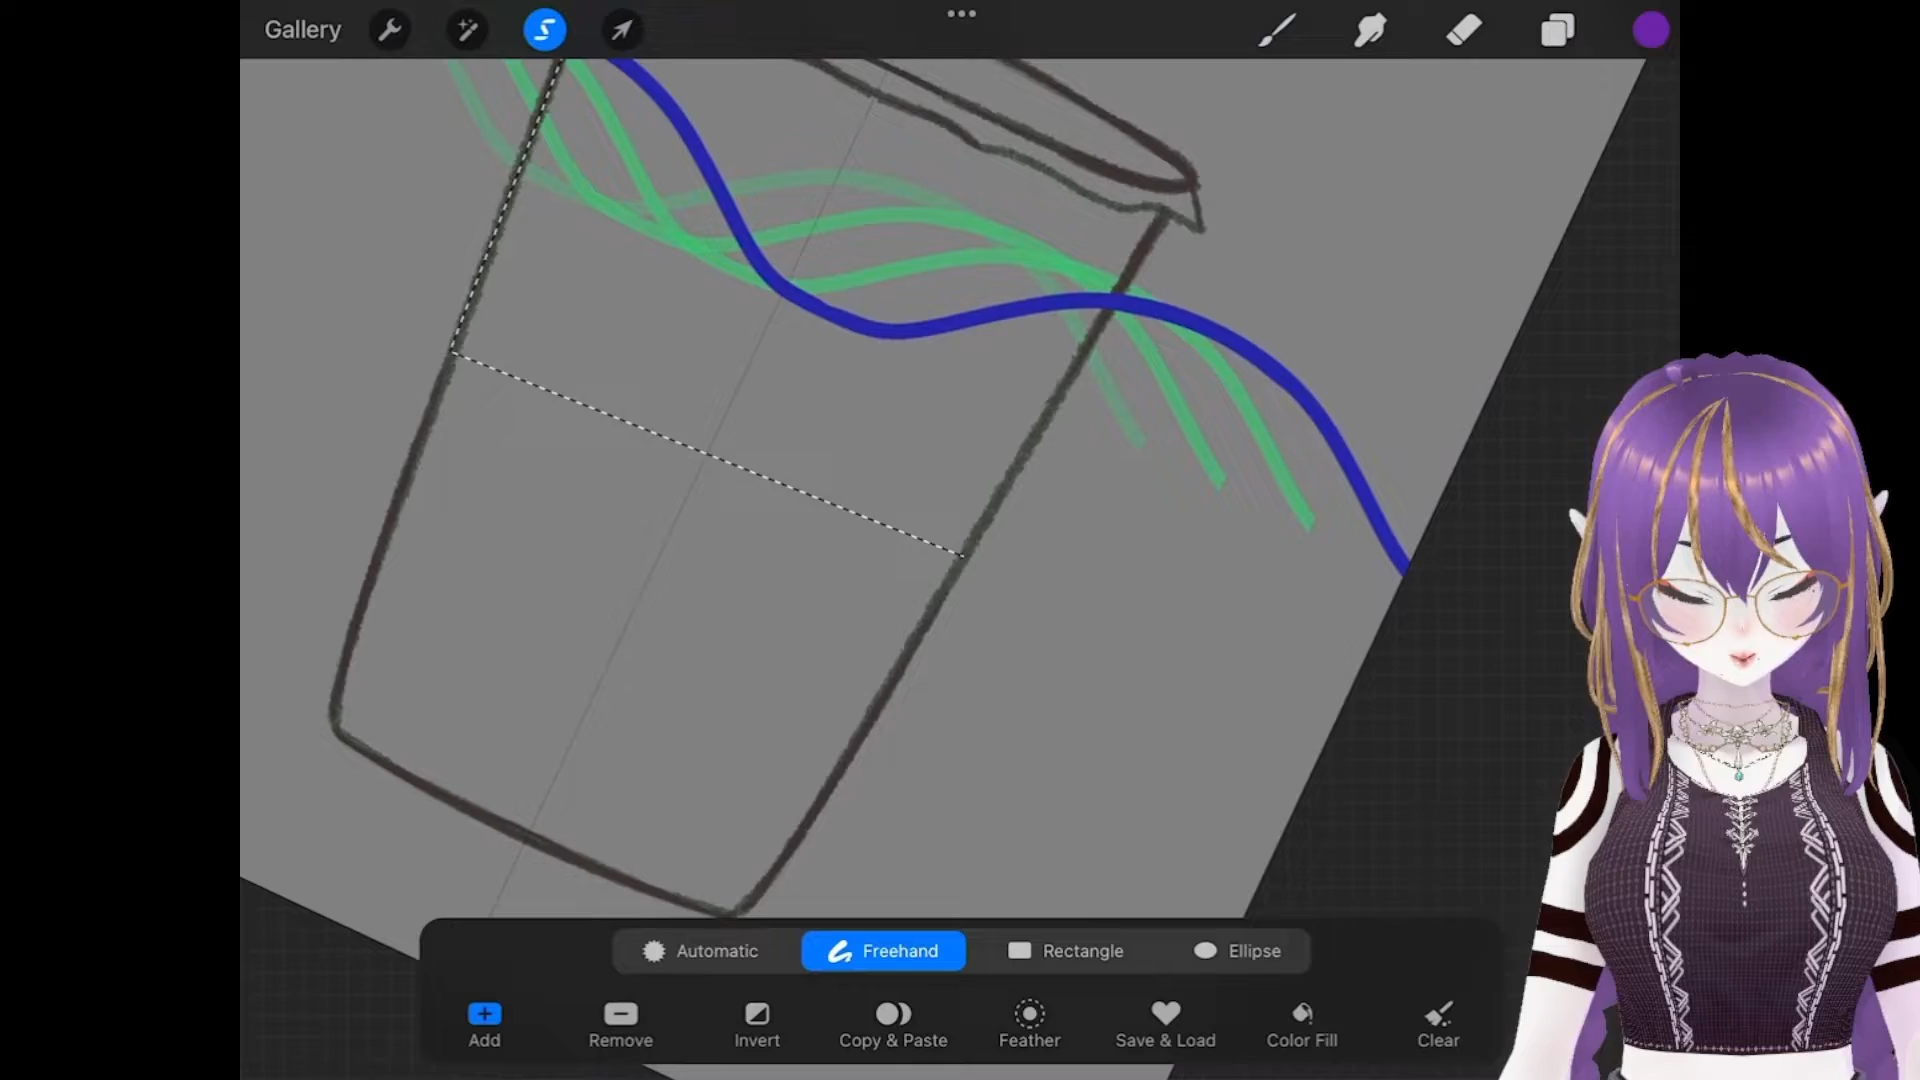 Gallery
Automatic Freehand Rectangle Ellipse
Add Remove Invert Copy & Paste Feather Save & Load Color Fill Clear